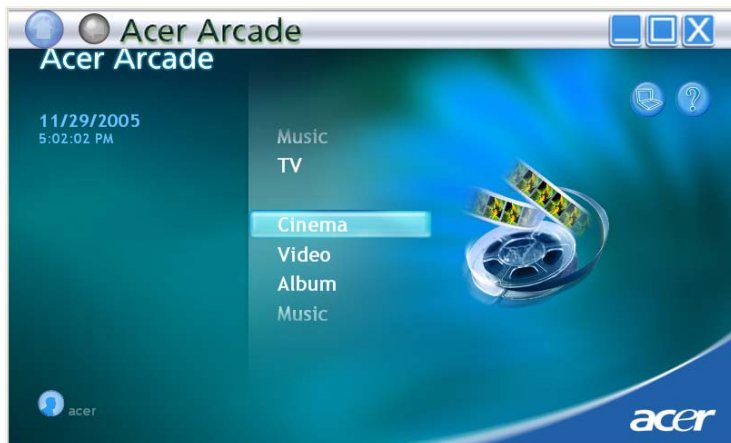 Acer Arcade
Acer Arcade
11/29/2005
5:02:02 PM
Music
TV
Cinema
Video
Album
Music
acer
acer